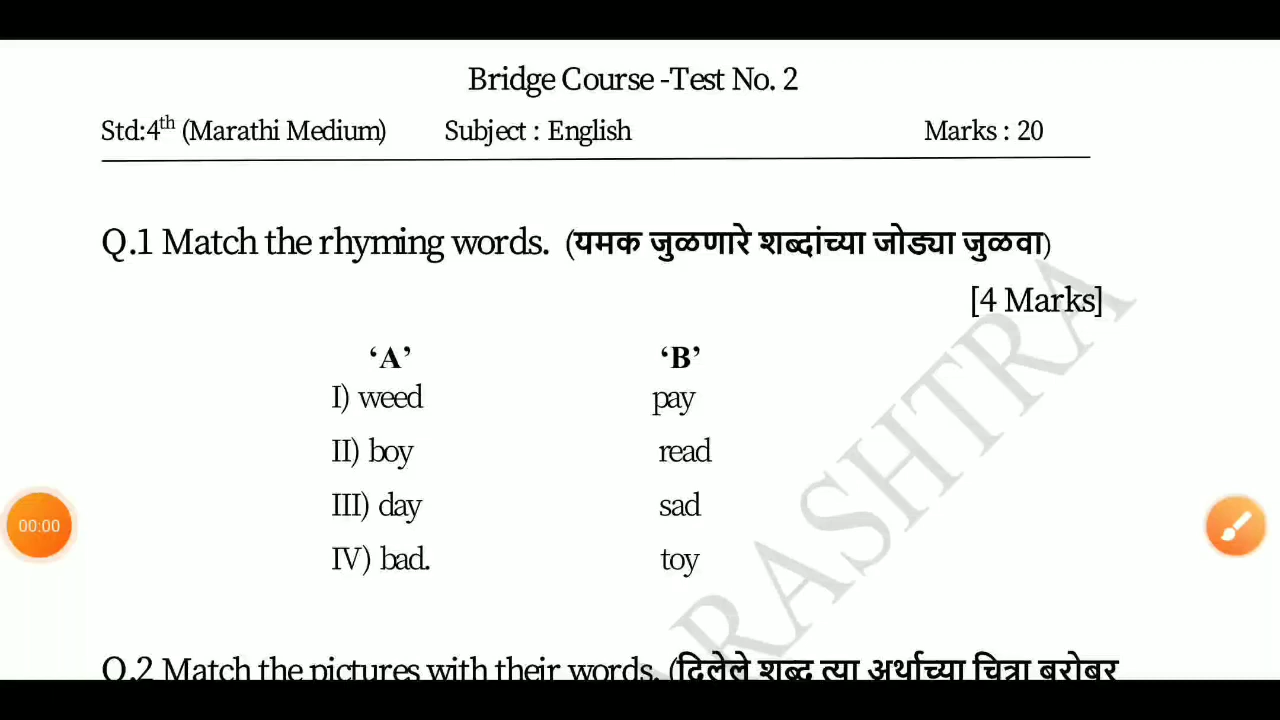 Bridge Course -Test No. 2
Std:4th (Marathi Medium) Subject : English Marks : 20
Q.1 Match the rhyming words. (यमक जुळणारे शब्दांच्या जोड्या जुळवा)
[4 Marks]
‘A’ ‘B’
I) weed pay
II) boy read
III) day sad
IV) bad. toy
00:00
RASHTRA
Q.2 Match the pictures with their words. (दिलेले शब्द त्या अर्थाच्या चित्रा बरोबर